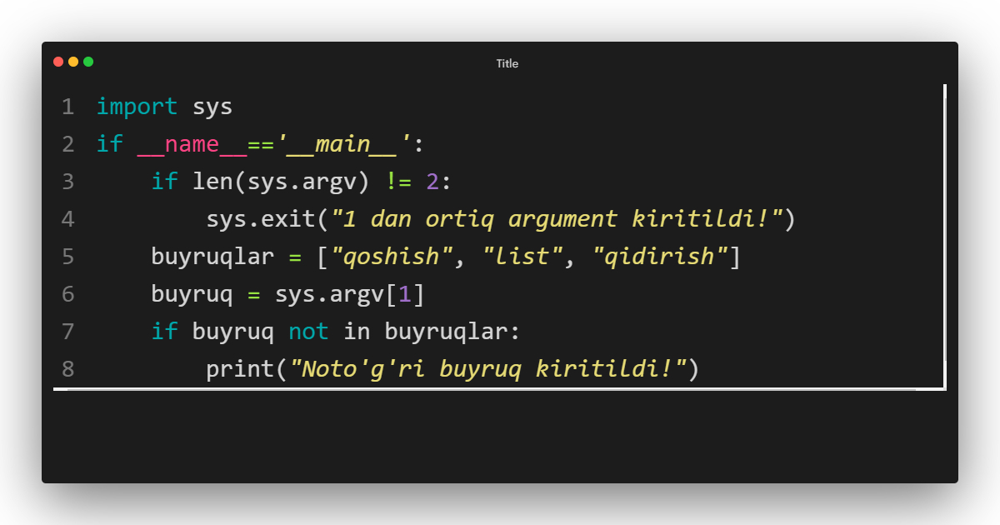 Title
1 import sys
2 if __name__=='__main__':
3     if len(sys.argv) != 2:
4         sys.exit("1 dan ortiq argument kiritildi!")
5     buyruqlar = ["qoshish", "list", "qidirish"]
6     buyruq = sys.argv[1]
7     if buyruq not in buyruqlar:
8         print("Noto'g'ri buyruq kiritildi!")